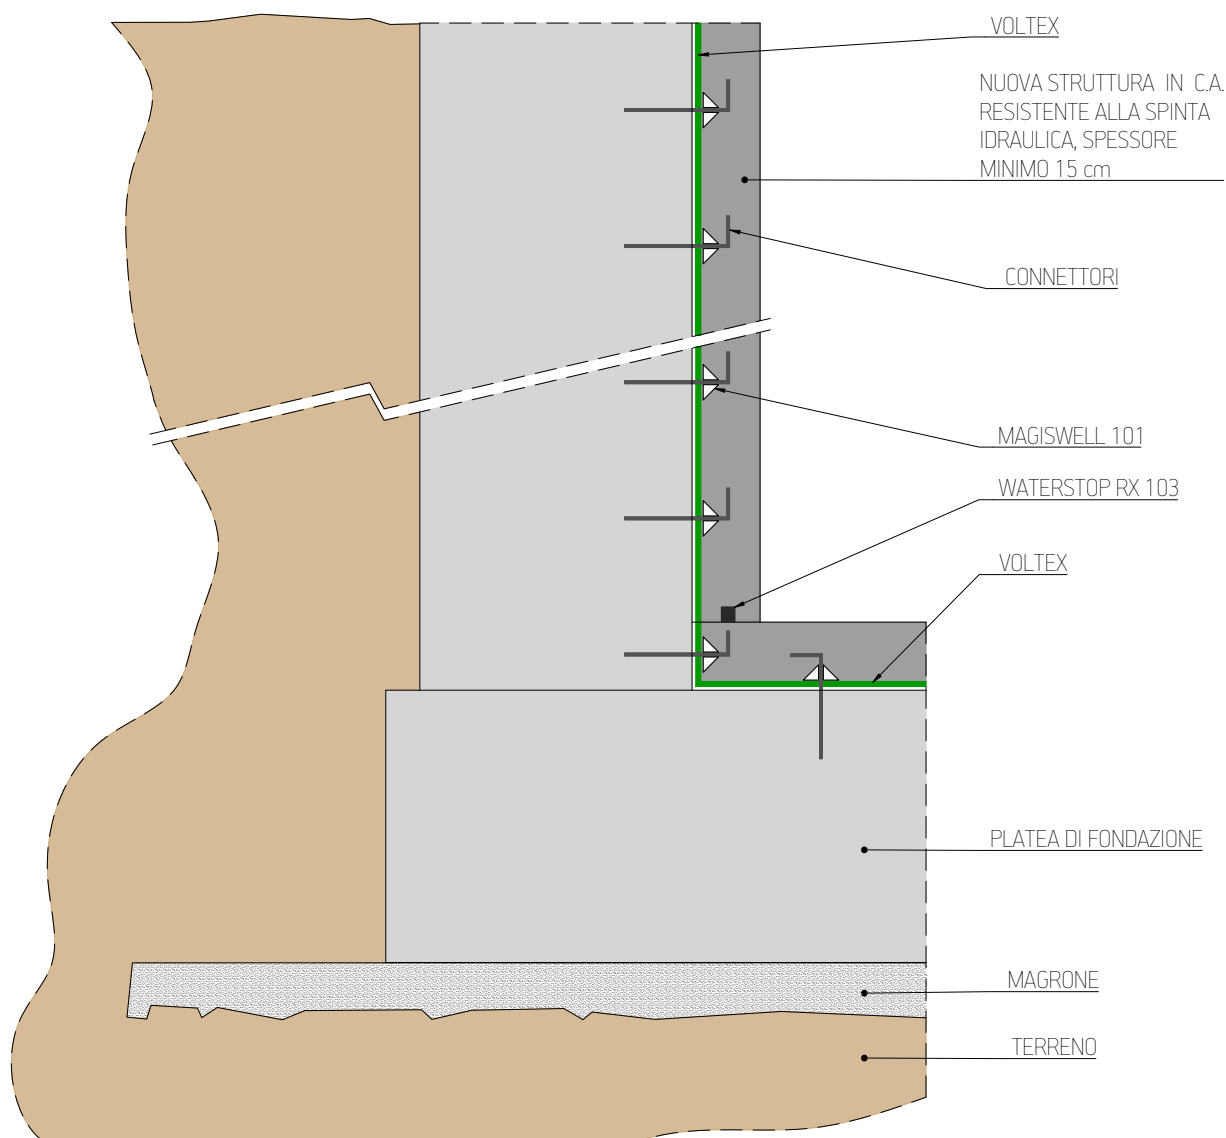 VOLTEX
NUOVA STRUTTURA IN C.A.
RESISTENTE ALLA SPINTA
IDRAULICA, SPESSORE
MINIMO 15 cm
CONNETTORI
MAGISWELL 101
WATERSTOP RX 103
VOLTEX
PLATEA DI FONDAZIONE
MAGRONE
TERRENO